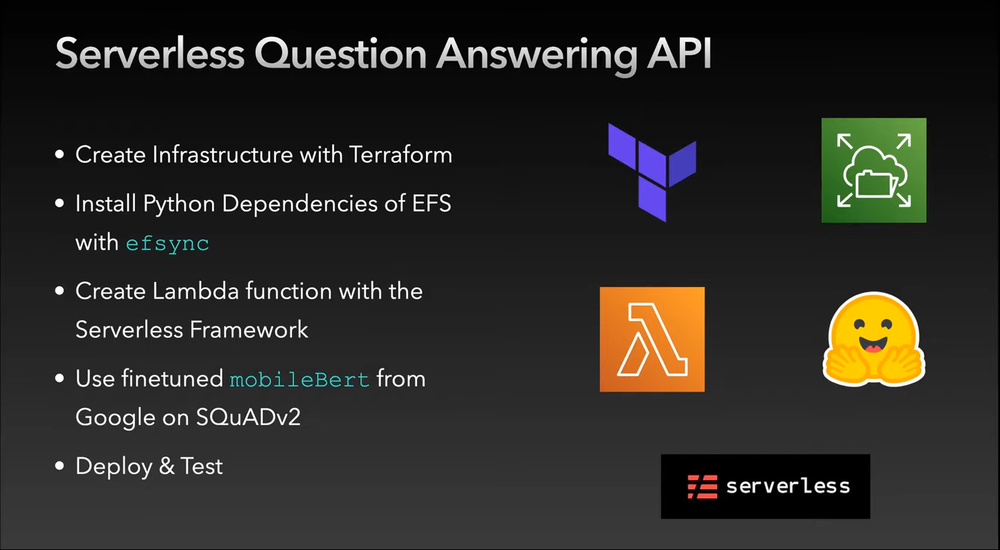 Serverless Question Answering API
• Create Infrastructure with Terraform
• Install Python Dependencies of EFS
with efsync
• Create Lambda function with the
Serverless Framework
• Use finetuned mobileBert from
Google on SQuADv2
• Deploy & Test
serverless